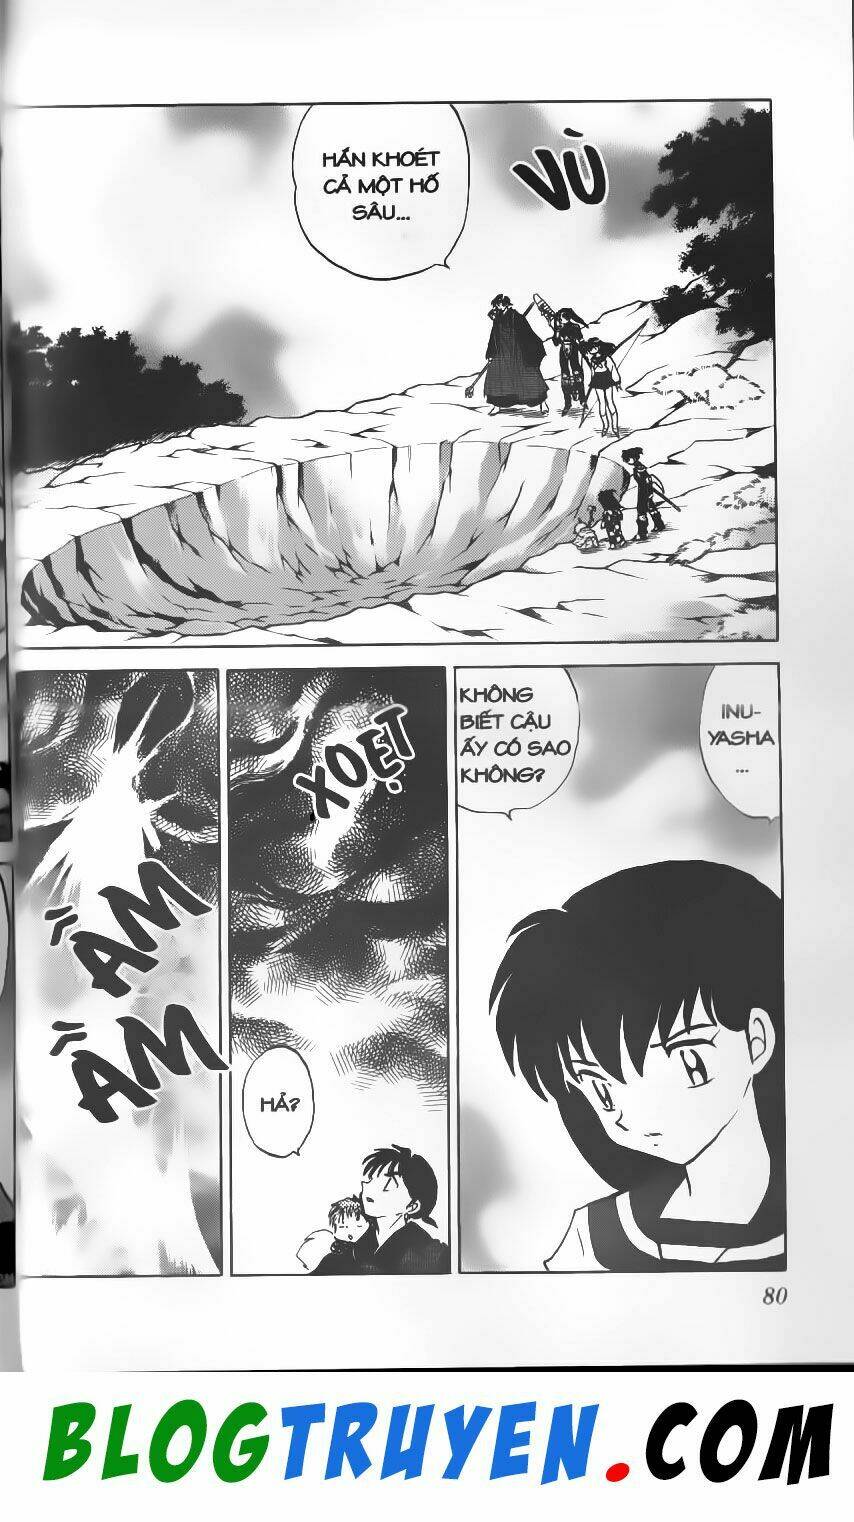 HẮN KHOÉT
CẢ MỘT HỐ
SÂU...
VÙ
INU-
YASHA
...
KHÔNG
BIẾT CẬU
ẤY CÓ SAO
KHÔNG?
XOẸT
HẢ?
ẦM
ẦM
80
BLOGTRUYEN.COM